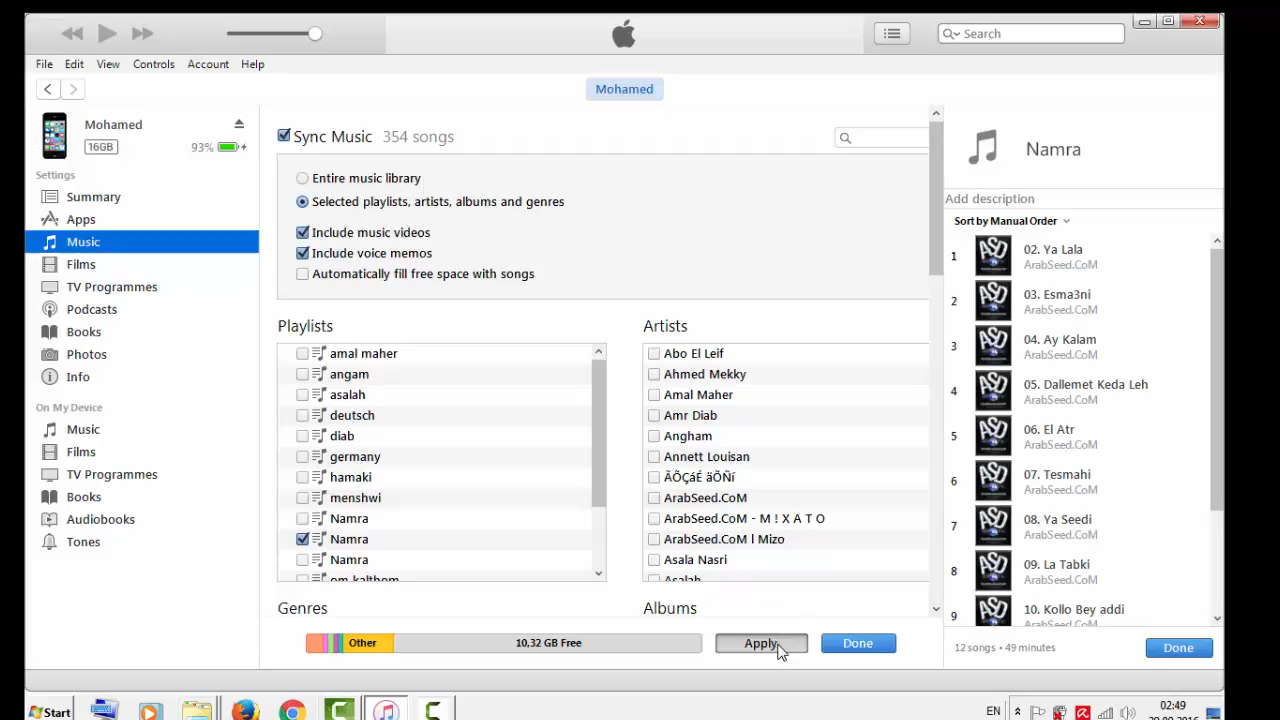 Search
File Edit View Controls Account Help
Mohamed
Mohamed
16GB
93%
Settings
Summary
Apps
Music
Films
TV Programmes
Podcasts
Books
Photos
Info
On My Device
Music
Films
TV Programmes
Books
Audiobooks
Tones
Sync Music 354 songs
Entire music library
Selected playlists, artists, albums and genres
Include music videos
Include voice memos
Automatically fill free space with songs
Playlists
amal maher
angam
asalah
deutsch
diab
germany
hamaki
menshwi
Namra
Namra
Namra
om kalthom
Artists
Abo El Leif
Ahmed Mekky
Amal Maher
Amr Diab
Angham
Annett Louisan
ÃÕÇáÉ äÕÑí
ArabSeed.CoM
ArabSeed.CoM - M ! X A T O
ArabSeed.CoM l Mizo
Asala Nasri
Asalah
Genres
Albums
Other
10,32 GB Free
Apply
Done
Namra
Add description
Sort by Manual Order
1 02. Ya Lala
ArabSeed.CoM
2 03. Esma3ni
ArabSeed.CoM
3 04. Ay Kalam
ArabSeed.CoM
4 05. Dallemet Keda Leh
ArabSeed.CoM
5 06. El Atr
ArabSeed.CoM
6 07. Tesmahi
ArabSeed.CoM
7 08. Ya Seedi
ArabSeed.CoM
8 09. La Tabki
ArabSeed.CoM
9 10. Kollo Bey addi
ArabSeed.CoM
12 songs • 49 minutes
Done
Start
EN
02:49